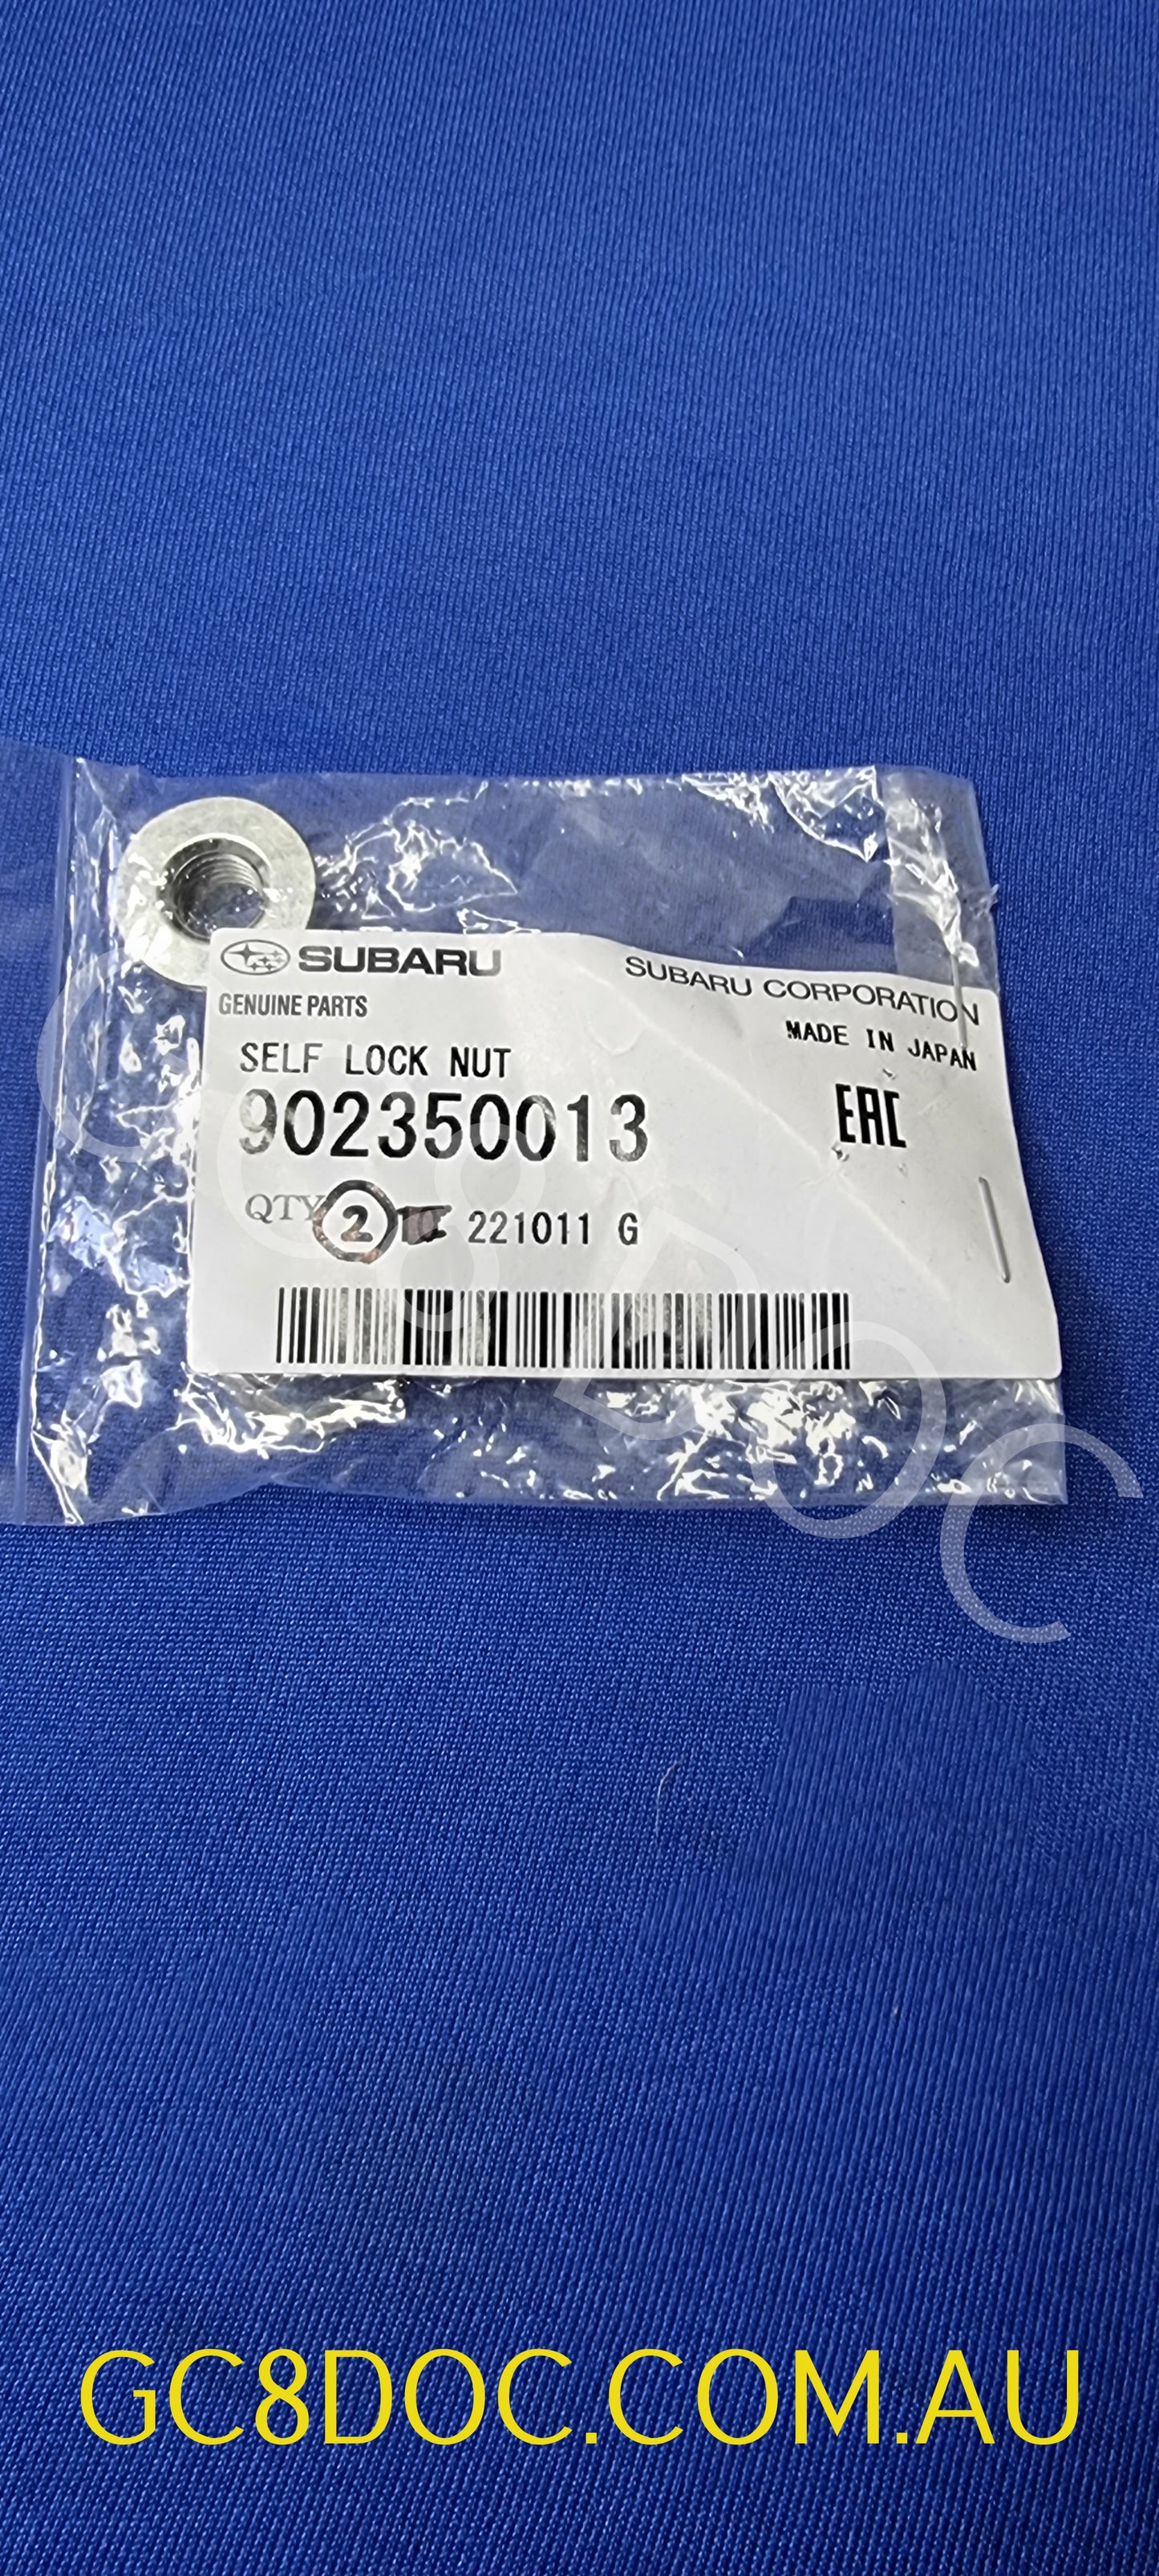 SUBARU
SUBARU CORPORATION
GENUINE PARTS
MADE IN JAPAN
SELF LOCK NUT
902350013
EAC
QTY 2 221011 G
GC8DOC
GC8DOC.COM.AU